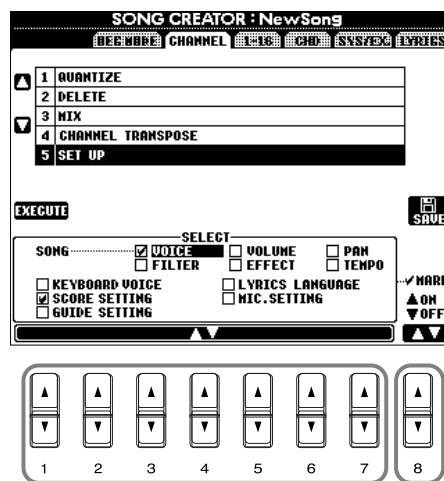 SONG CREATOR : NewSong
REC MODE CHANNEL 1-16 CHD SYS/EX. LYRICS
1 QUANTIZE
2 DELETE
3 MIX
4 CHANNEL TRANSPOSE
5 SET UP
EXECUTE
SAVE
SELECT
SONG VOICE VOLUME PAN
FILTER EFFECT TEMPO
KEYBOARD VOICE LYRICS LANGUAGE
SCORE SETTING MIC.SETTING
GUIDE SETTING
MARK
ON
OFF
1 2 3 4 5 6 7 8